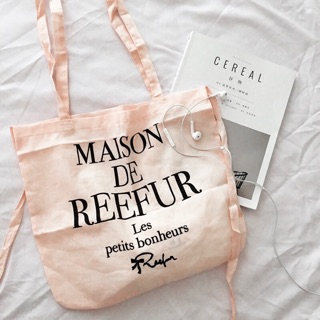 MAISON
DE
REEFUR
Les
petits bonheurs
Reefur
CEREAL